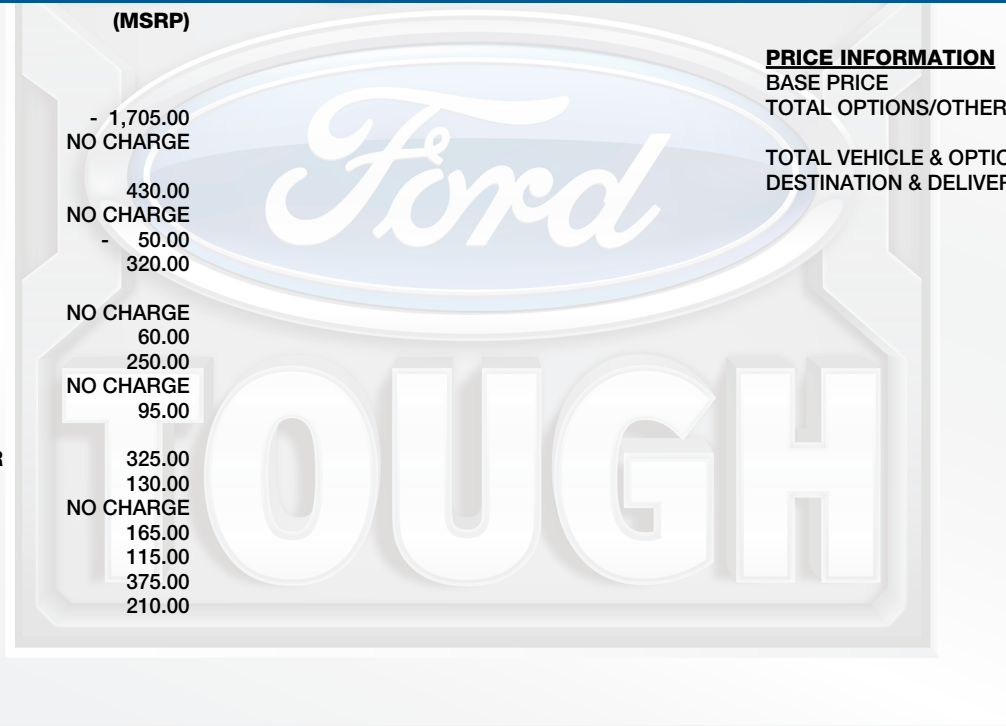 (MSRP)
- 1,705.00
NO CHARGE
430.00
NO CHARGE
- 50.00
320.00
NO CHARGE
60.00
250.00
NO CHARGE
95.00
R 325.00
130.00
NO CHARGE
165.00
115.00
375.00
210.00
PRICE INFORMATION
BASE PRICE
TOTAL OPTIONS/OTHER
TOTAL VEHICLE & OPTIO
DESTINATION & DELIVER
Ford
TOUGH